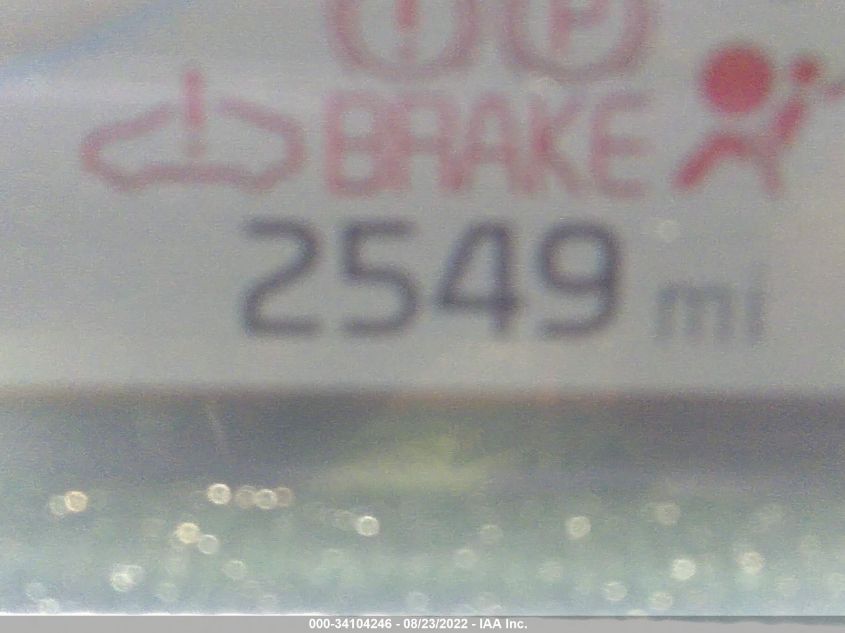 ! P
!
BRAKE
2549 mi
000-34104246 - 08/23/2022 - IAA Inc.